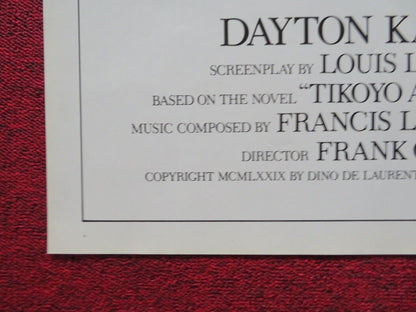 DAYTON KA
SCREENPLAY BY LOUIS L
BASED ON THE NOVEL "TIKOYO A
MUSIC COMPOSED BY FRANCIS L
DIRECTOR FRANK
COPYRIGHT MCMLXXIX BY DINO DE LAURENT